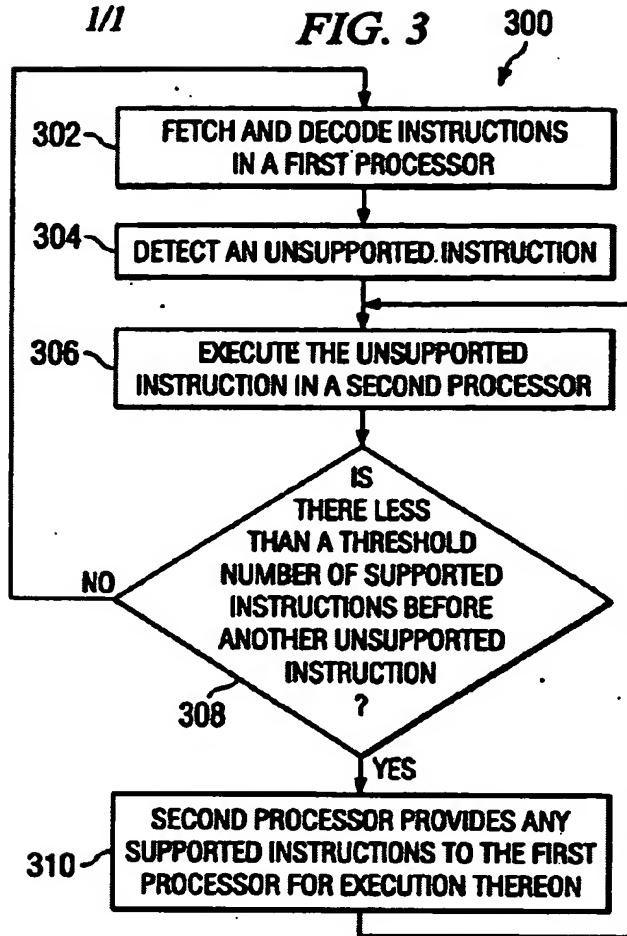 1/1
FIG. 3
300
302
FETCH AND DECODE INSTRUCTIONS
IN A FIRST PROCESSOR
304
DETECT AN UNSUPPORTED INSTRUCTION
306
EXECUTE THE UNSUPPORTED
INSTRUCTION IN A SECOND PROCESSOR
IS
THERE LESS
THAN A THRESHOLD
NUMBER OF SUPPORTED
INSTRUCTIONS BEFORE
ANOTHER UNSUPPORTED
INSTRUCTION
?
NO
308
YES
310
SECOND PROCESSOR PROVIDES ANY
SUPPORTED INSTRUCTIONS TO THE FIRST
PROCESSOR FOR EXECUTION THEREON